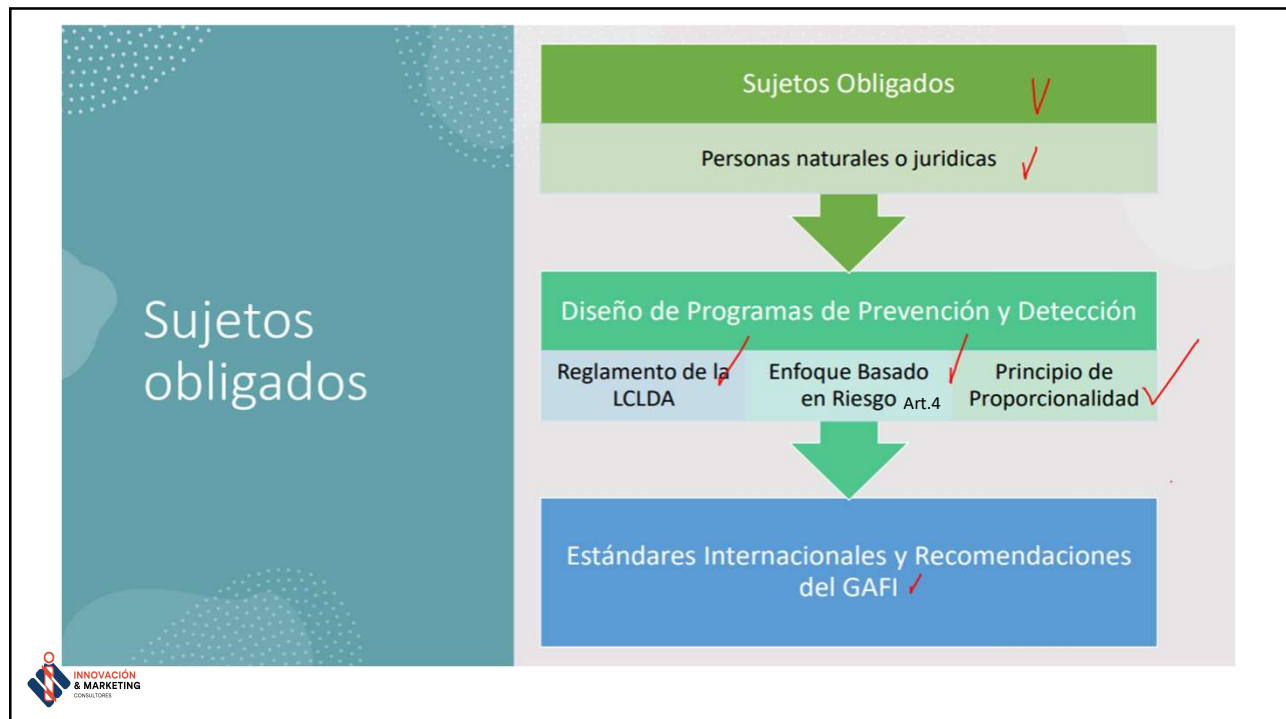 Sujetos
obligados
Sujetos Obligados
Personas naturales o juridicas
Diseño de Programas de Prevención y Detección
Reglamento de la
LCLDA
Enfoque Basado
en Riesgo Art.4
Principio de
Proporcionalidad
Estándares Internacionales y Recomendaciones
del GAFI
INNOVACIÓN
& MARKETING
CONSULTORES